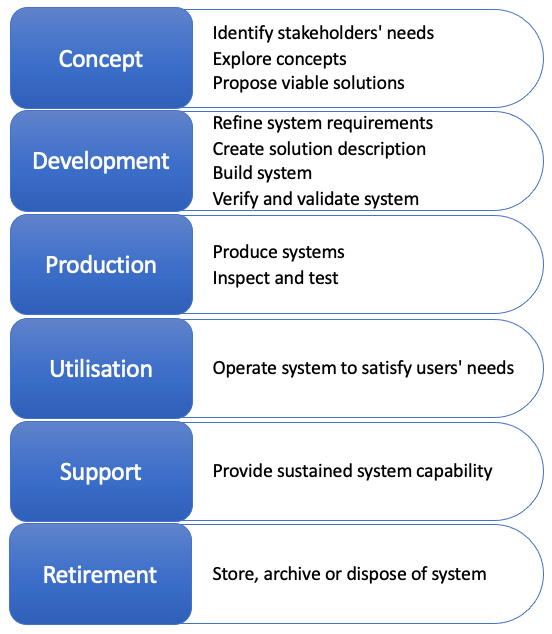 Concept
Identify stakeholders' needs
Explore concepts
Propose viable solutions
Development
Refine system requirements
Create solution description
Build system
Verify and validate system
Production
Produce systems
Inspect and test
Utilisation
Operate system to satisfy users' needs
Support
Provide sustained system capability
Retirement
Store, archive or dispose of system